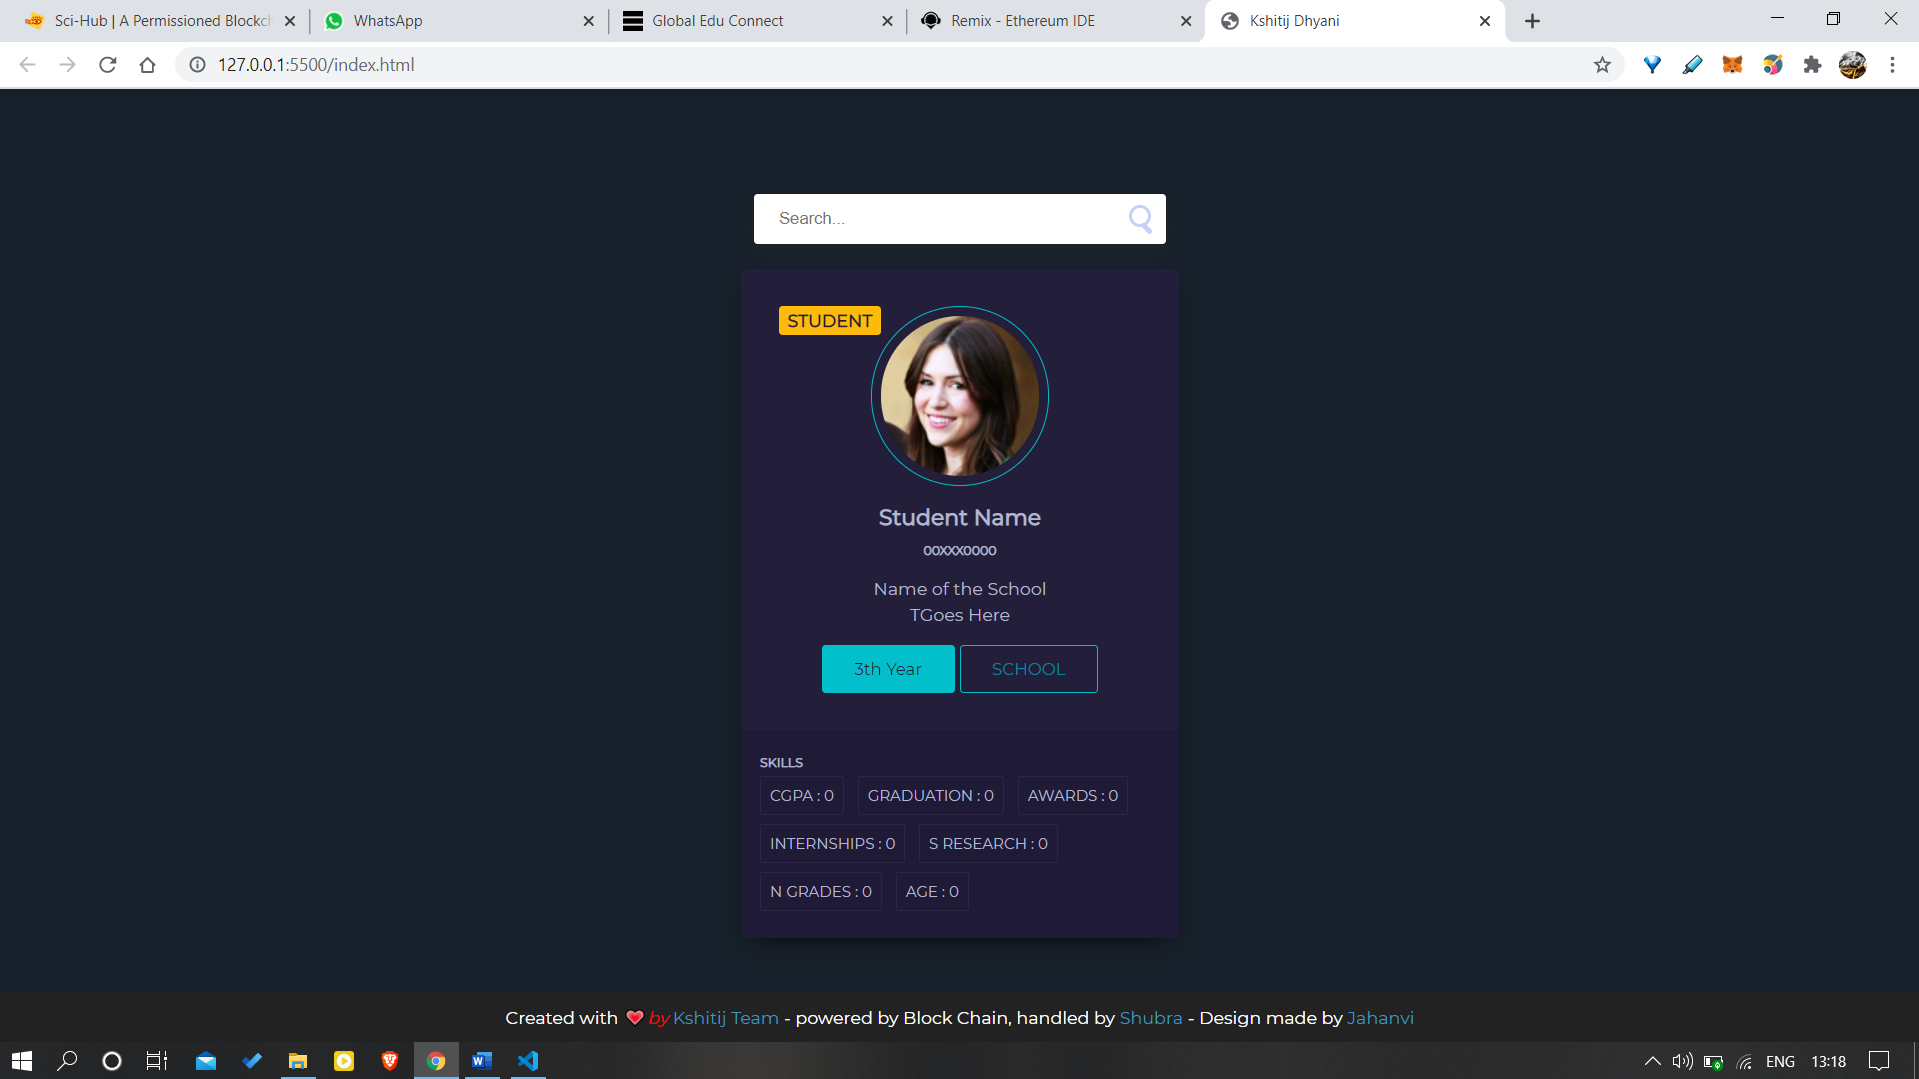 Sci-Hub | A Permissioned Blockch
WhatsApp
Global Edu Connect
Remix - Ethereum IDE
Kshitij Dhyani
127.0.0.1:5500/index.html
Search...
STUDENT
Student Name
00XXX0000
Name of the School
TGoes Here
3th Year
SCHOOL
SKILLS
CGPA : 0
GRADUATION : 0
AWARDS : 0
INTERNSHIPS : 0
S RESEARCH : 0
N GRADES : 0
AGE : 0
Created with ❤ by Kshitij Team - powered by Block Chain, handled by Shubra - Design made by Jahanvi
ENG
13:18